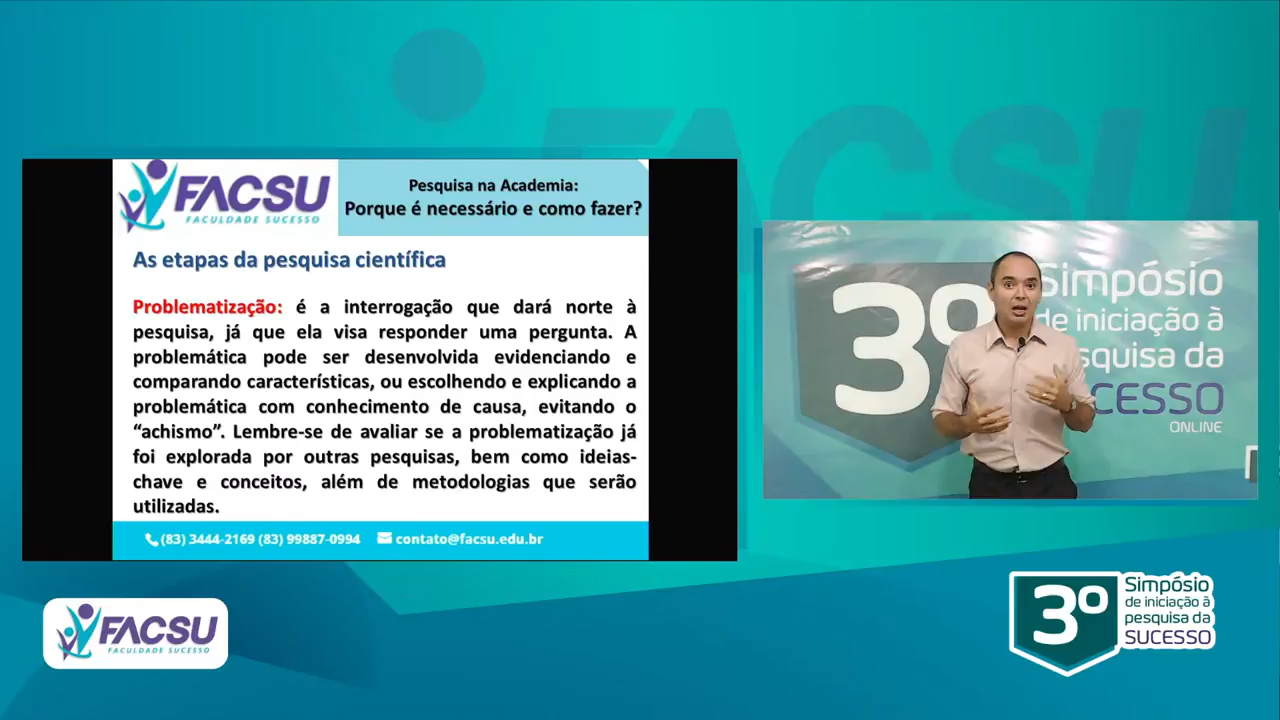 FACSU
FACULDADE SUCESSO
Pesquisa na Academia:
Porque é necessário e como fazer?
As etapas da pesquisa científica
Problematização: é a interrogação que dará norte à
pesquisa, já que ela visa responder uma pergunta. A
problemática pode ser desenvolvida evidenciando e
comparando características, ou escolhendo e explicando a
problemática com conhecimento de causa, evitando o
“achismo”. Lembre-se de avaliar se a problematização já
foi explorada por outras pesquisas, bem como ideias-
chave e conceitos, além de metodologias que serão
utilizadas.
(83) 3444-2169 (83) 99887-0994 contato@facsu.edu.br
FACSU
3º
Simpósio
de iniciação à
squisa da
CESSO
ONLINE
FACSU
FACULDADE SUCESSO
3º
Simpósio
de iniciação à
pesquisa da
SUCESSO